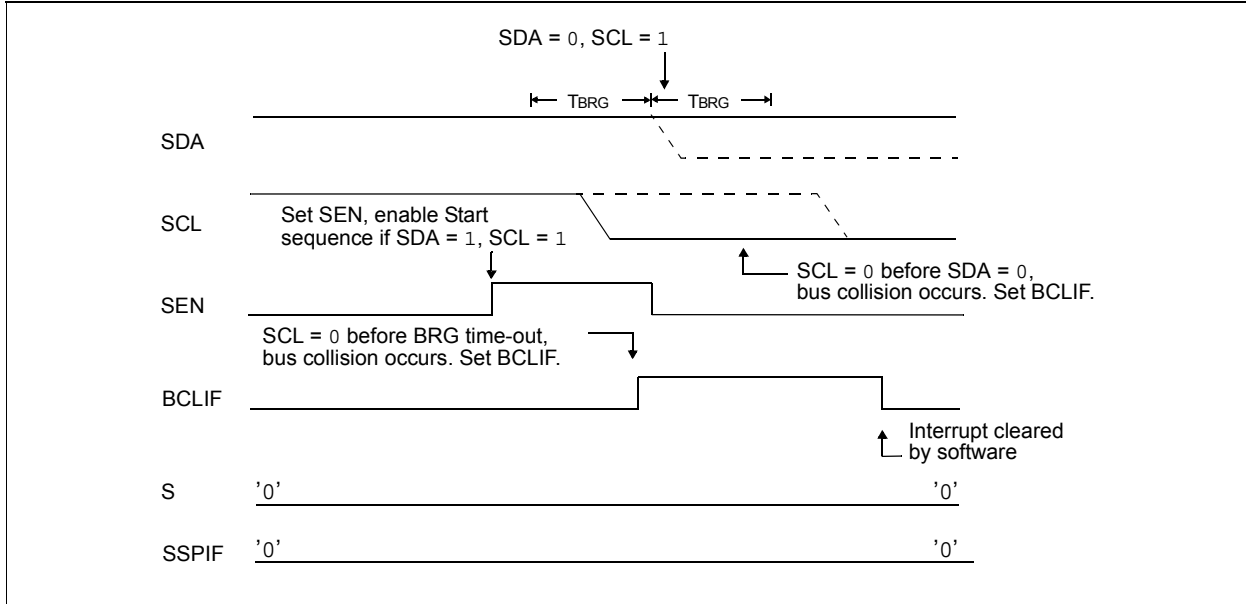 SDA = 0, SCL = 1
TBRG TBRG
SDA
SCL
Set SEN, enable Start
sequence if SDA = 1, SCL = 1
SCL = 0 before SDA = 0,
bus collision occurs. Set BCLIF.
SEN
SCL = 0 before BRG time-out,
bus collision occurs. Set BCLIF.
BCLIF
Interrupt cleared
by software
S '0' '0'
SSPIF '0' '0'